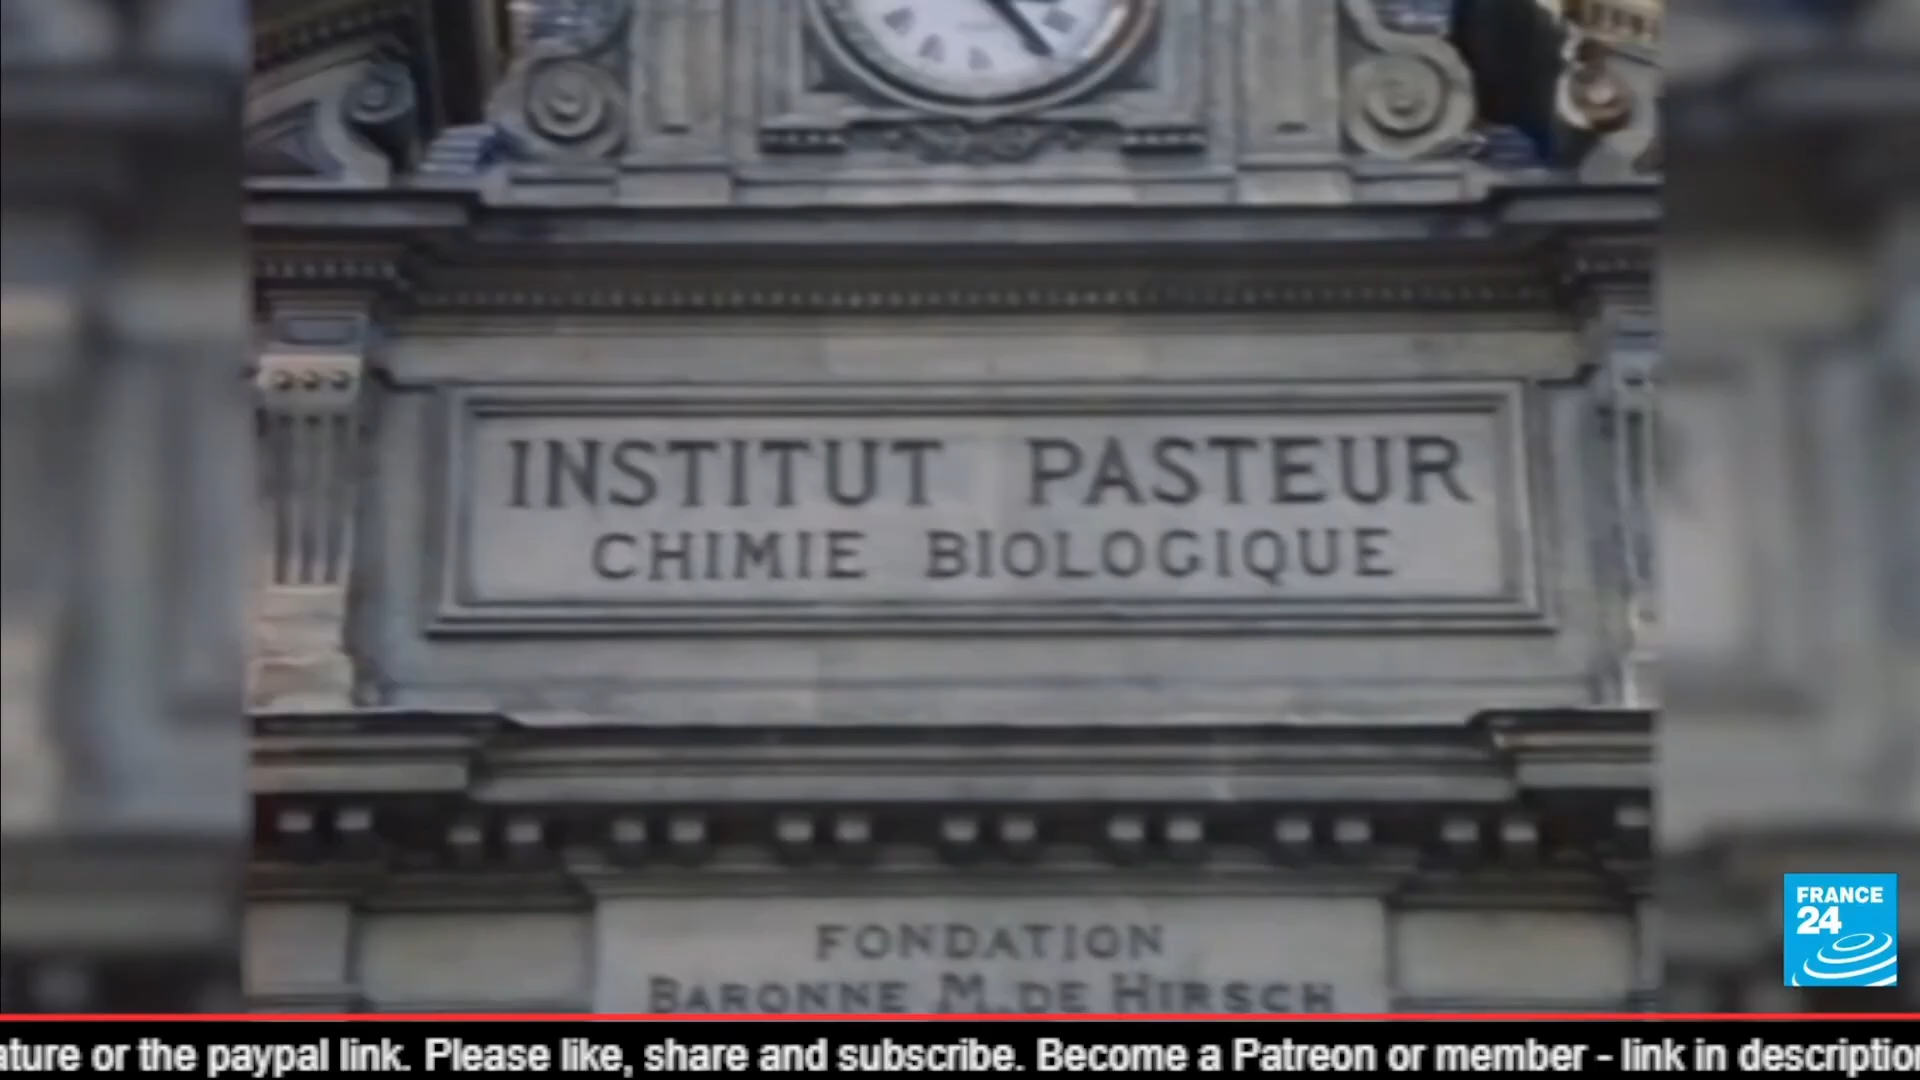 INSTITUT PASTEUR
CHIMIE BIOLOGIQUE
FONDATION
BARONNE M. DE HIRSCH
FRANCE
24
ature or the paypal link. Please like, share and subscribe. Become a Patreon or member - link in description